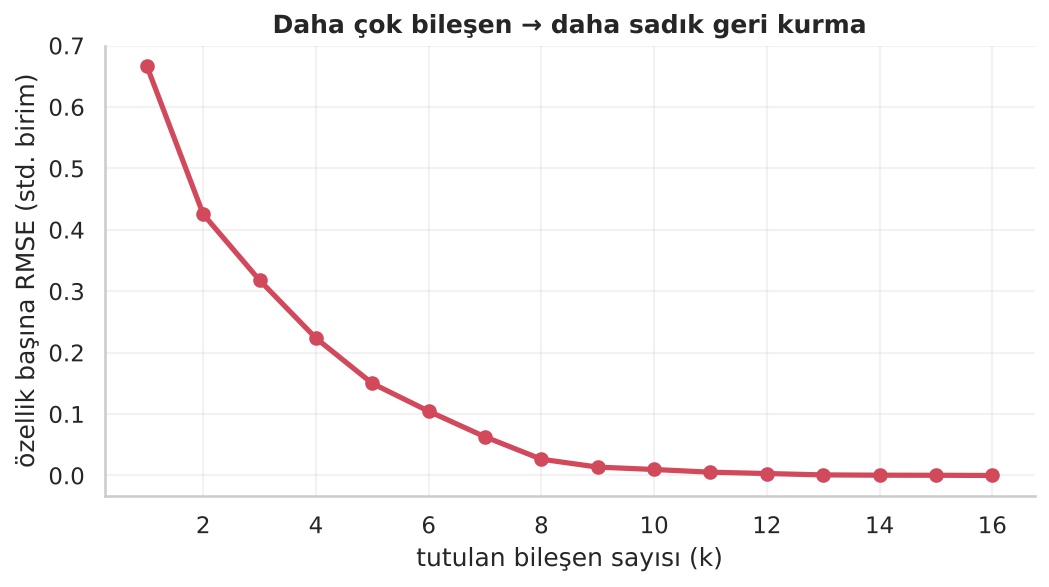 Daha çok bileşen → daha sadık geri kurma
özellik başına RMSE (std. birim)
0.7
0.6
0.5
0.4
0.3
0.2
0.1
0.0
2 4 6 8 10 12 14 16
tutulan bileşen sayısı (k)